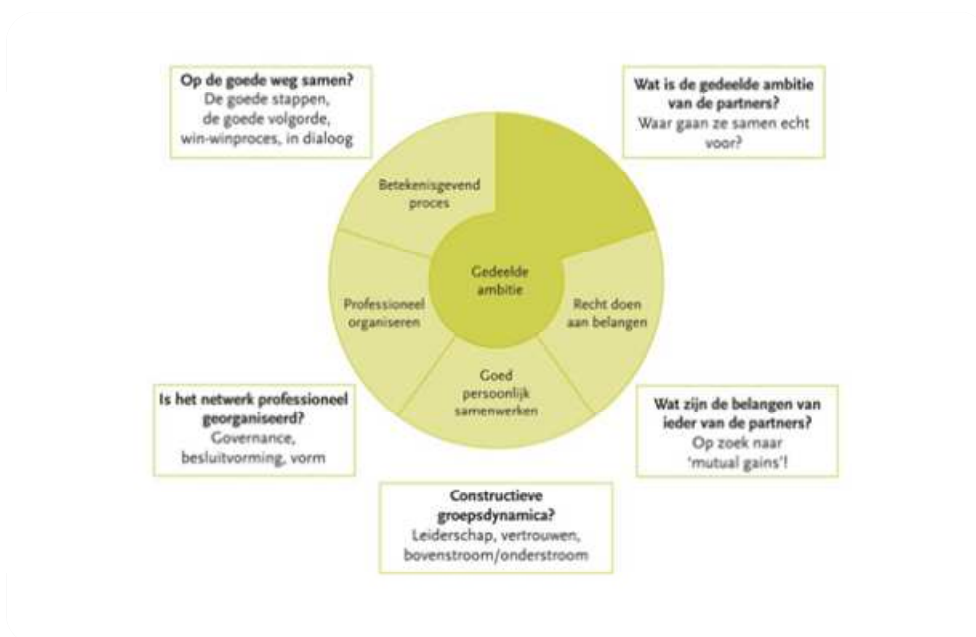 Op de goede weg samen?
De goede stappen,
de goede volgorde,
win-winproces, in dialoog
Wat is de gedeelde ambitie
van de partners?
Waar gaan ze samen echt
voor?
Betekenisgevend
proces
Gedeelde
ambitie
Professioneel
organiseren
Recht doen
aan belangen
Goed
persoonlijk
samenwerken
Is het netwerk professioneel
georganiseerd?
Governance,
besluitvorming, vorm
Wat zijn de belangen van
ieder van de partners?
Op zoek naar
'mutual gains'!
Constructieve
groepsdynamica?
Leiderschap, vertrouwen,
bovenstroom/onderstroom